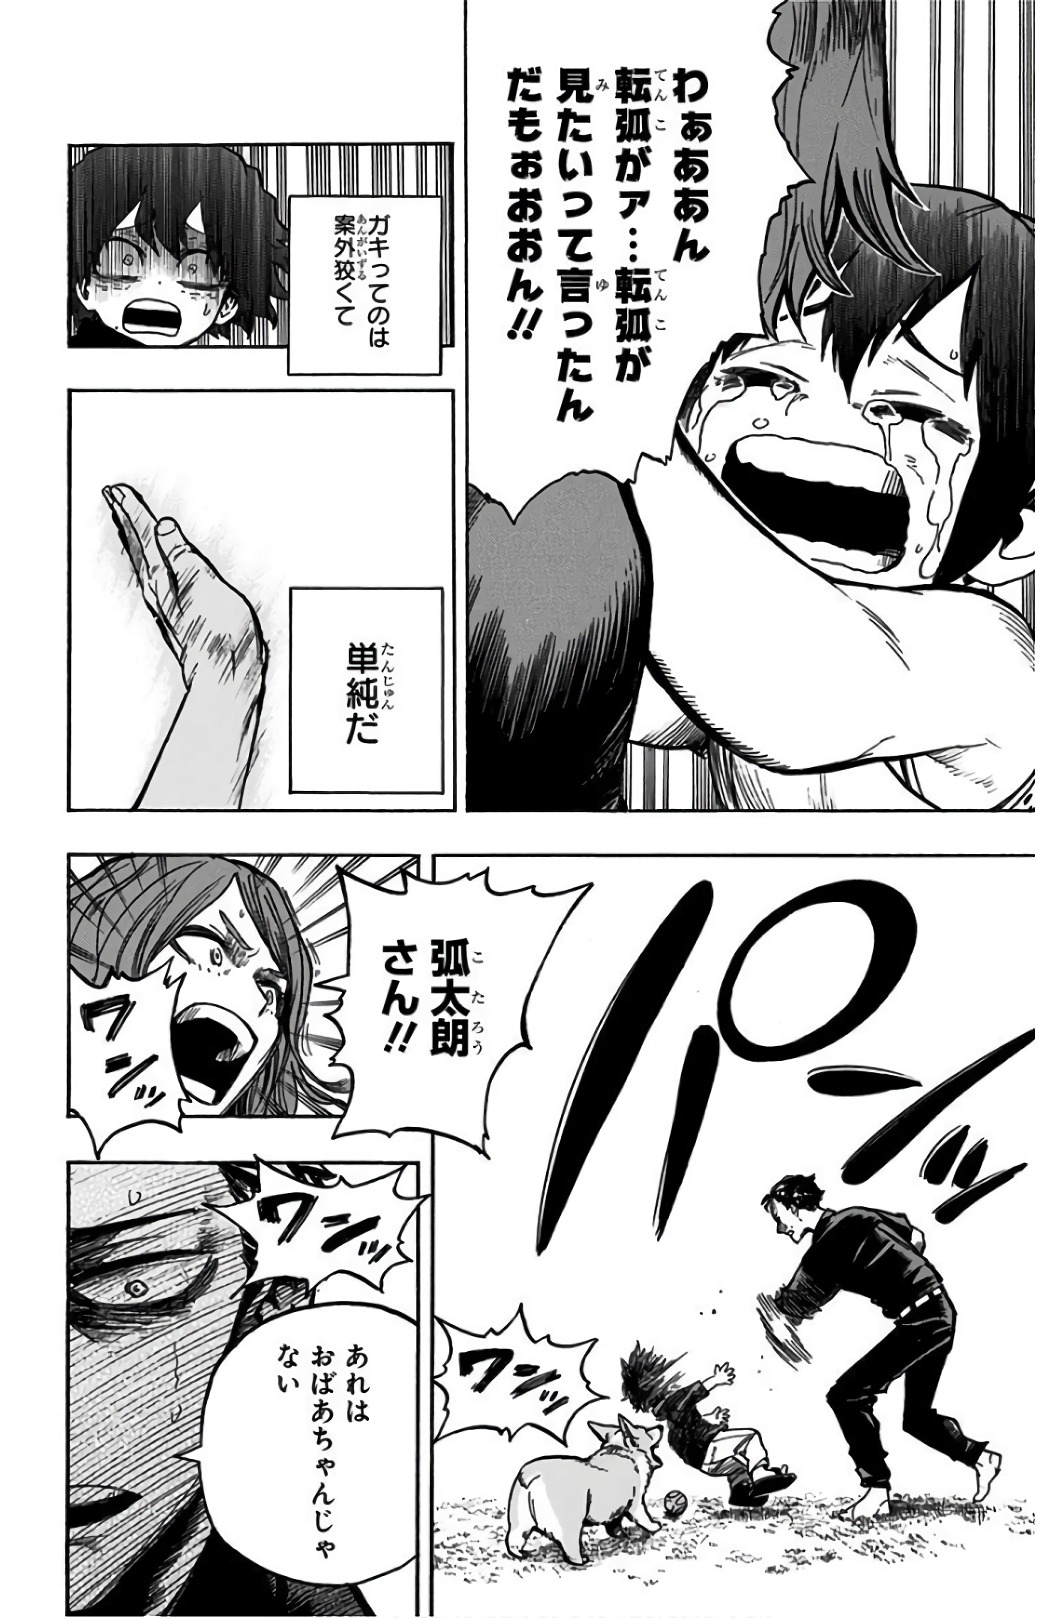 わぁああん
転弧がァ…転弧が
見たいって言ったん
だもぉおおん!!
ガキってのは
案外狡くて
単純だ
パンッ
弧太朗
さん!!
ワンッ
ワンッ
ワンッ
あれは
おばあちゃんじゃ
ない